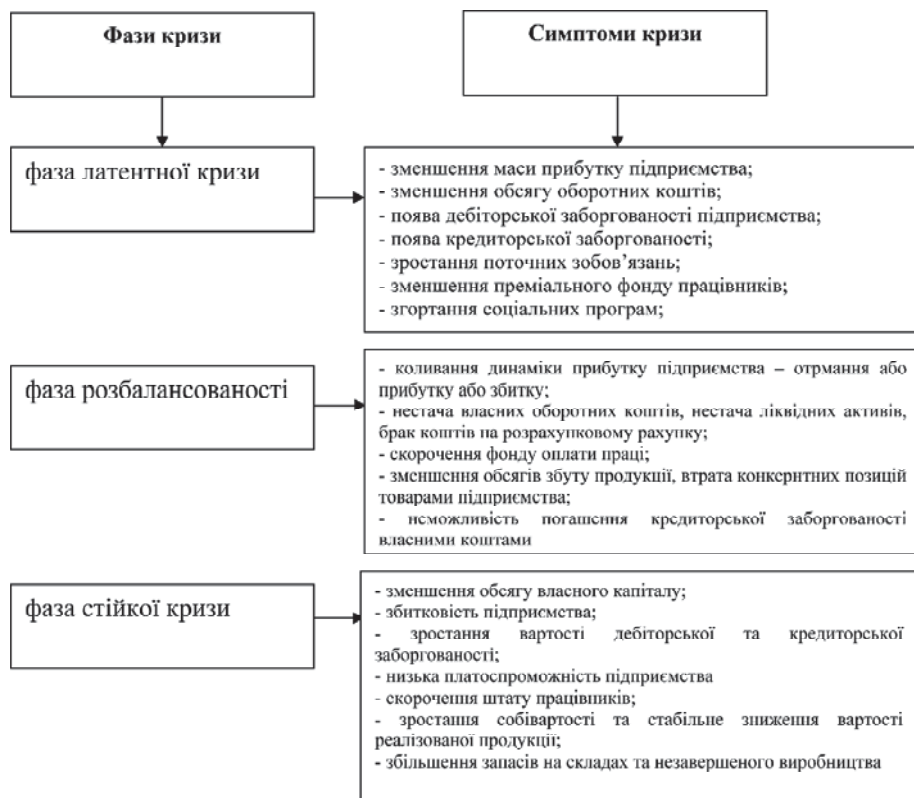 Фази кризи
Симптоми кризи
фаза латентної кризи
- зменшення маси прибутку підприємства;
- зменшення обсягу оборотних коштів;
- поява дебіторської заборгованості підприємства;
- поява кредиторської заборгованості;
- зростання поточних зобов’язань;
- зменшення преміального фонду працівників;
- згортання соціальних програм;
фаза розбалансованості
- коливання динаміки прибутку підприємства – отрмання або
прибутку або збитку;
- нестача власних оборотних коштів, нестача ліквідних активів,
брак коштів на розрахунковому рахунку;
- скорочення фонду оплати праці;
- зменшення обсягів збуту продукції, втрата конкернтних позицій
товарами підприємства;
- неможливість погашення кредиторської заборгованості
власними коштами
фаза стійкої кризи
- зменшення обсягу власного капіталу;
- збитковість підприємства;
- зростання вартості дебіторської та кредиторської
заборгованості;
- низька платоспроможність підприємства
- скорочення штату працівників;
- зростання собівартості та стабільне зниження вартості
реалізованої продукції;
- збільшення запасів на складах та незавершеного виробництва